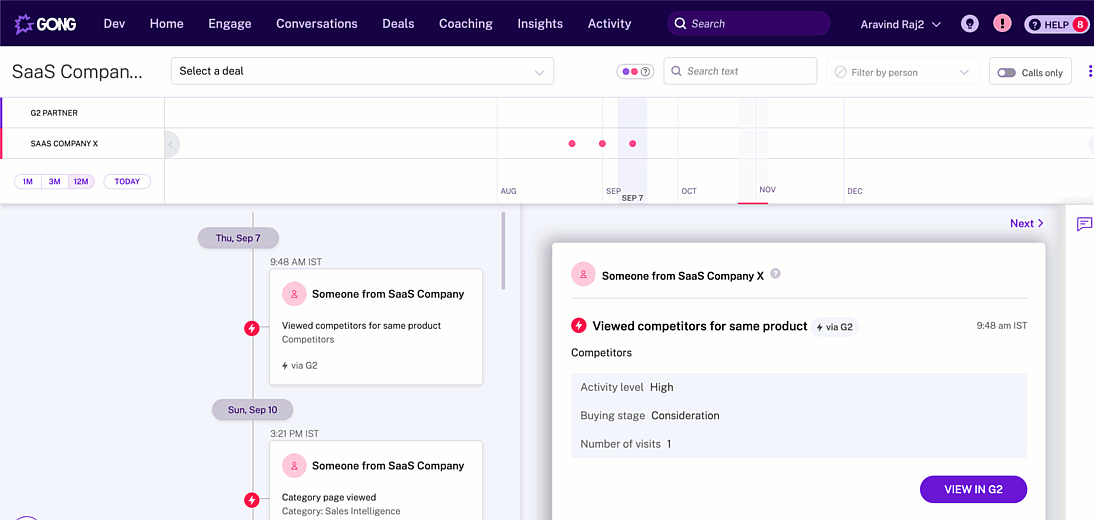 GONG Dev Home Engage Conversations Deals Coaching Insights Activity Search Aravind Raj2 ! ? HELP 8
SaaS Compan... Select a deal ? Search text Filter by person Calls only
G2 PARTNER
SAAS COMPANY X
1M 3M 12M TODAY AUG SEP SEP 7 OCT NOV DEC
Thu, Sep 7
9:48 AM IST
Someone from SaaS Company
Viewed competitors for same product
Competitors
via G2
Sun, Sep 10
3:21 PM IST
Someone from SaaS Company
Category page viewed
Category: Sales Intelligence
Next >
Someone from SaaS Company X ?
Viewed competitors for same product via G2 9:48 am IST
Competitors
Activity level High
Buying stage Consideration
Number of visits 1
VIEW IN G2